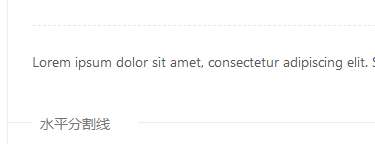 Lorem ipsum dolor sit amet, consectetur adipiscing elit. S
水平分割线